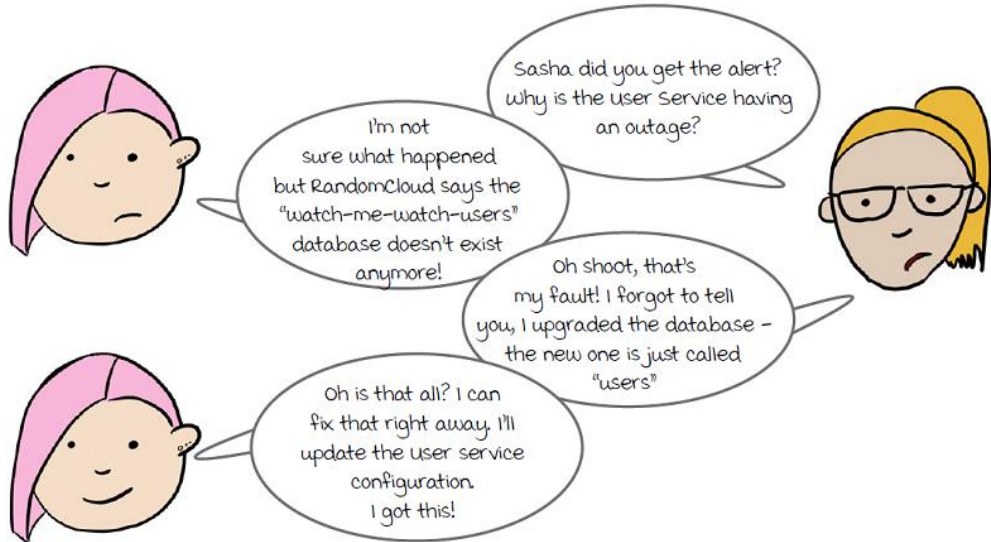 Sasha did you get the alert?
Why is the User Service having
an outage?
I'm not
sure what happened
but RandomCloud says the
"watch-me-watch-users"
database doesn't exist
anymore!
Oh shoot, that's
my fault! I forgot to tell
you, I upgraded the database -
the new one is just called
"users"
Oh is that all? I can
fix that right away. I'll
update the User Service
configuration.
I got this!